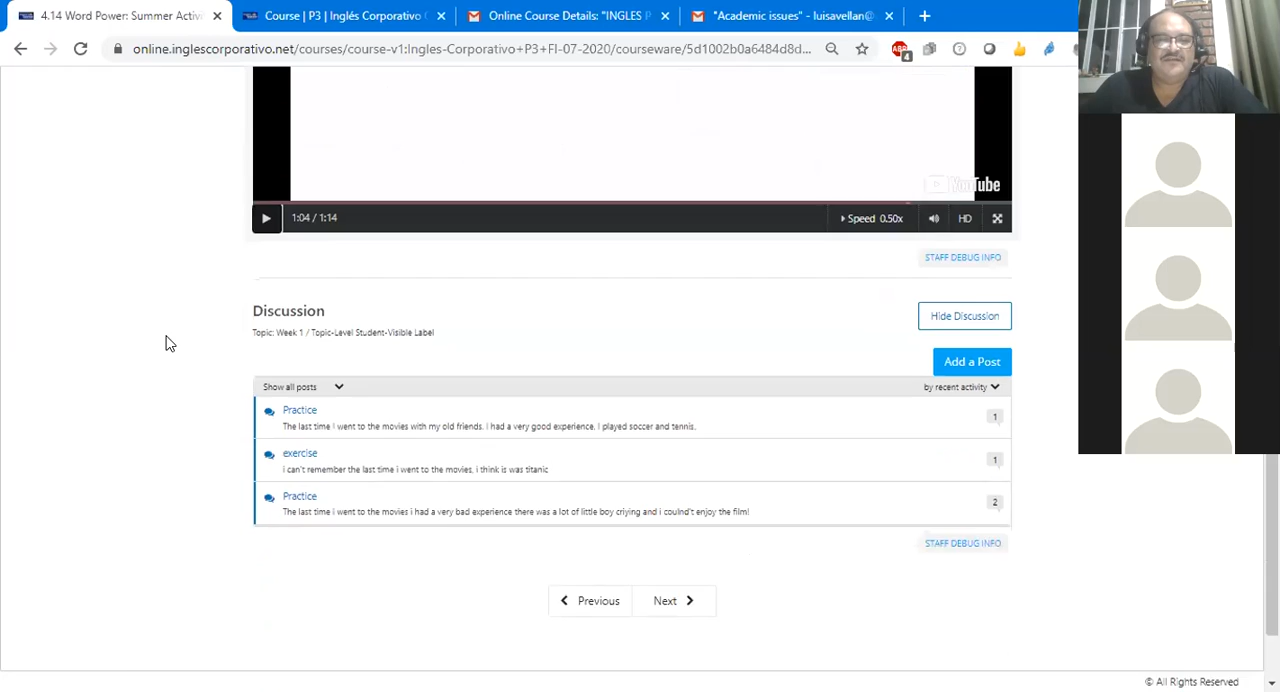 4.14 Word Power: Summer Activ
Course | P3 | Inglés Corporativo
Online Course Details: "INGLES P
"Academic issues" - luisavellan@
online.inglescorporativo.net/courses/course-v1:Ingles-Corporativo+P3+FI-07-2020/courseware/5d1002b0a6484d8d...
ABP
4
YouTube
1:04 / 1:14
Speed 0.50x
HD
STAFF DEBUG INFO
Discussion
Hide Discussion
Topic: Week 1 / Topic-Level Student-Visible Label
Add a Post
Show all posts
by recent activity
Practice
1
The last time I went to the movies with my old friends. I had a very good experience, I played soccer and tennis.
exercise
1
i can't remember the last time i went to the movies, i think is was titanic
Practice
2
The last time i went to the movies i had a very bad experience there was a lot of little boy criying and i coulnd't enjoy the film!
STAFF DEBUG INFO
Previous
Next
© All Rights Reserved